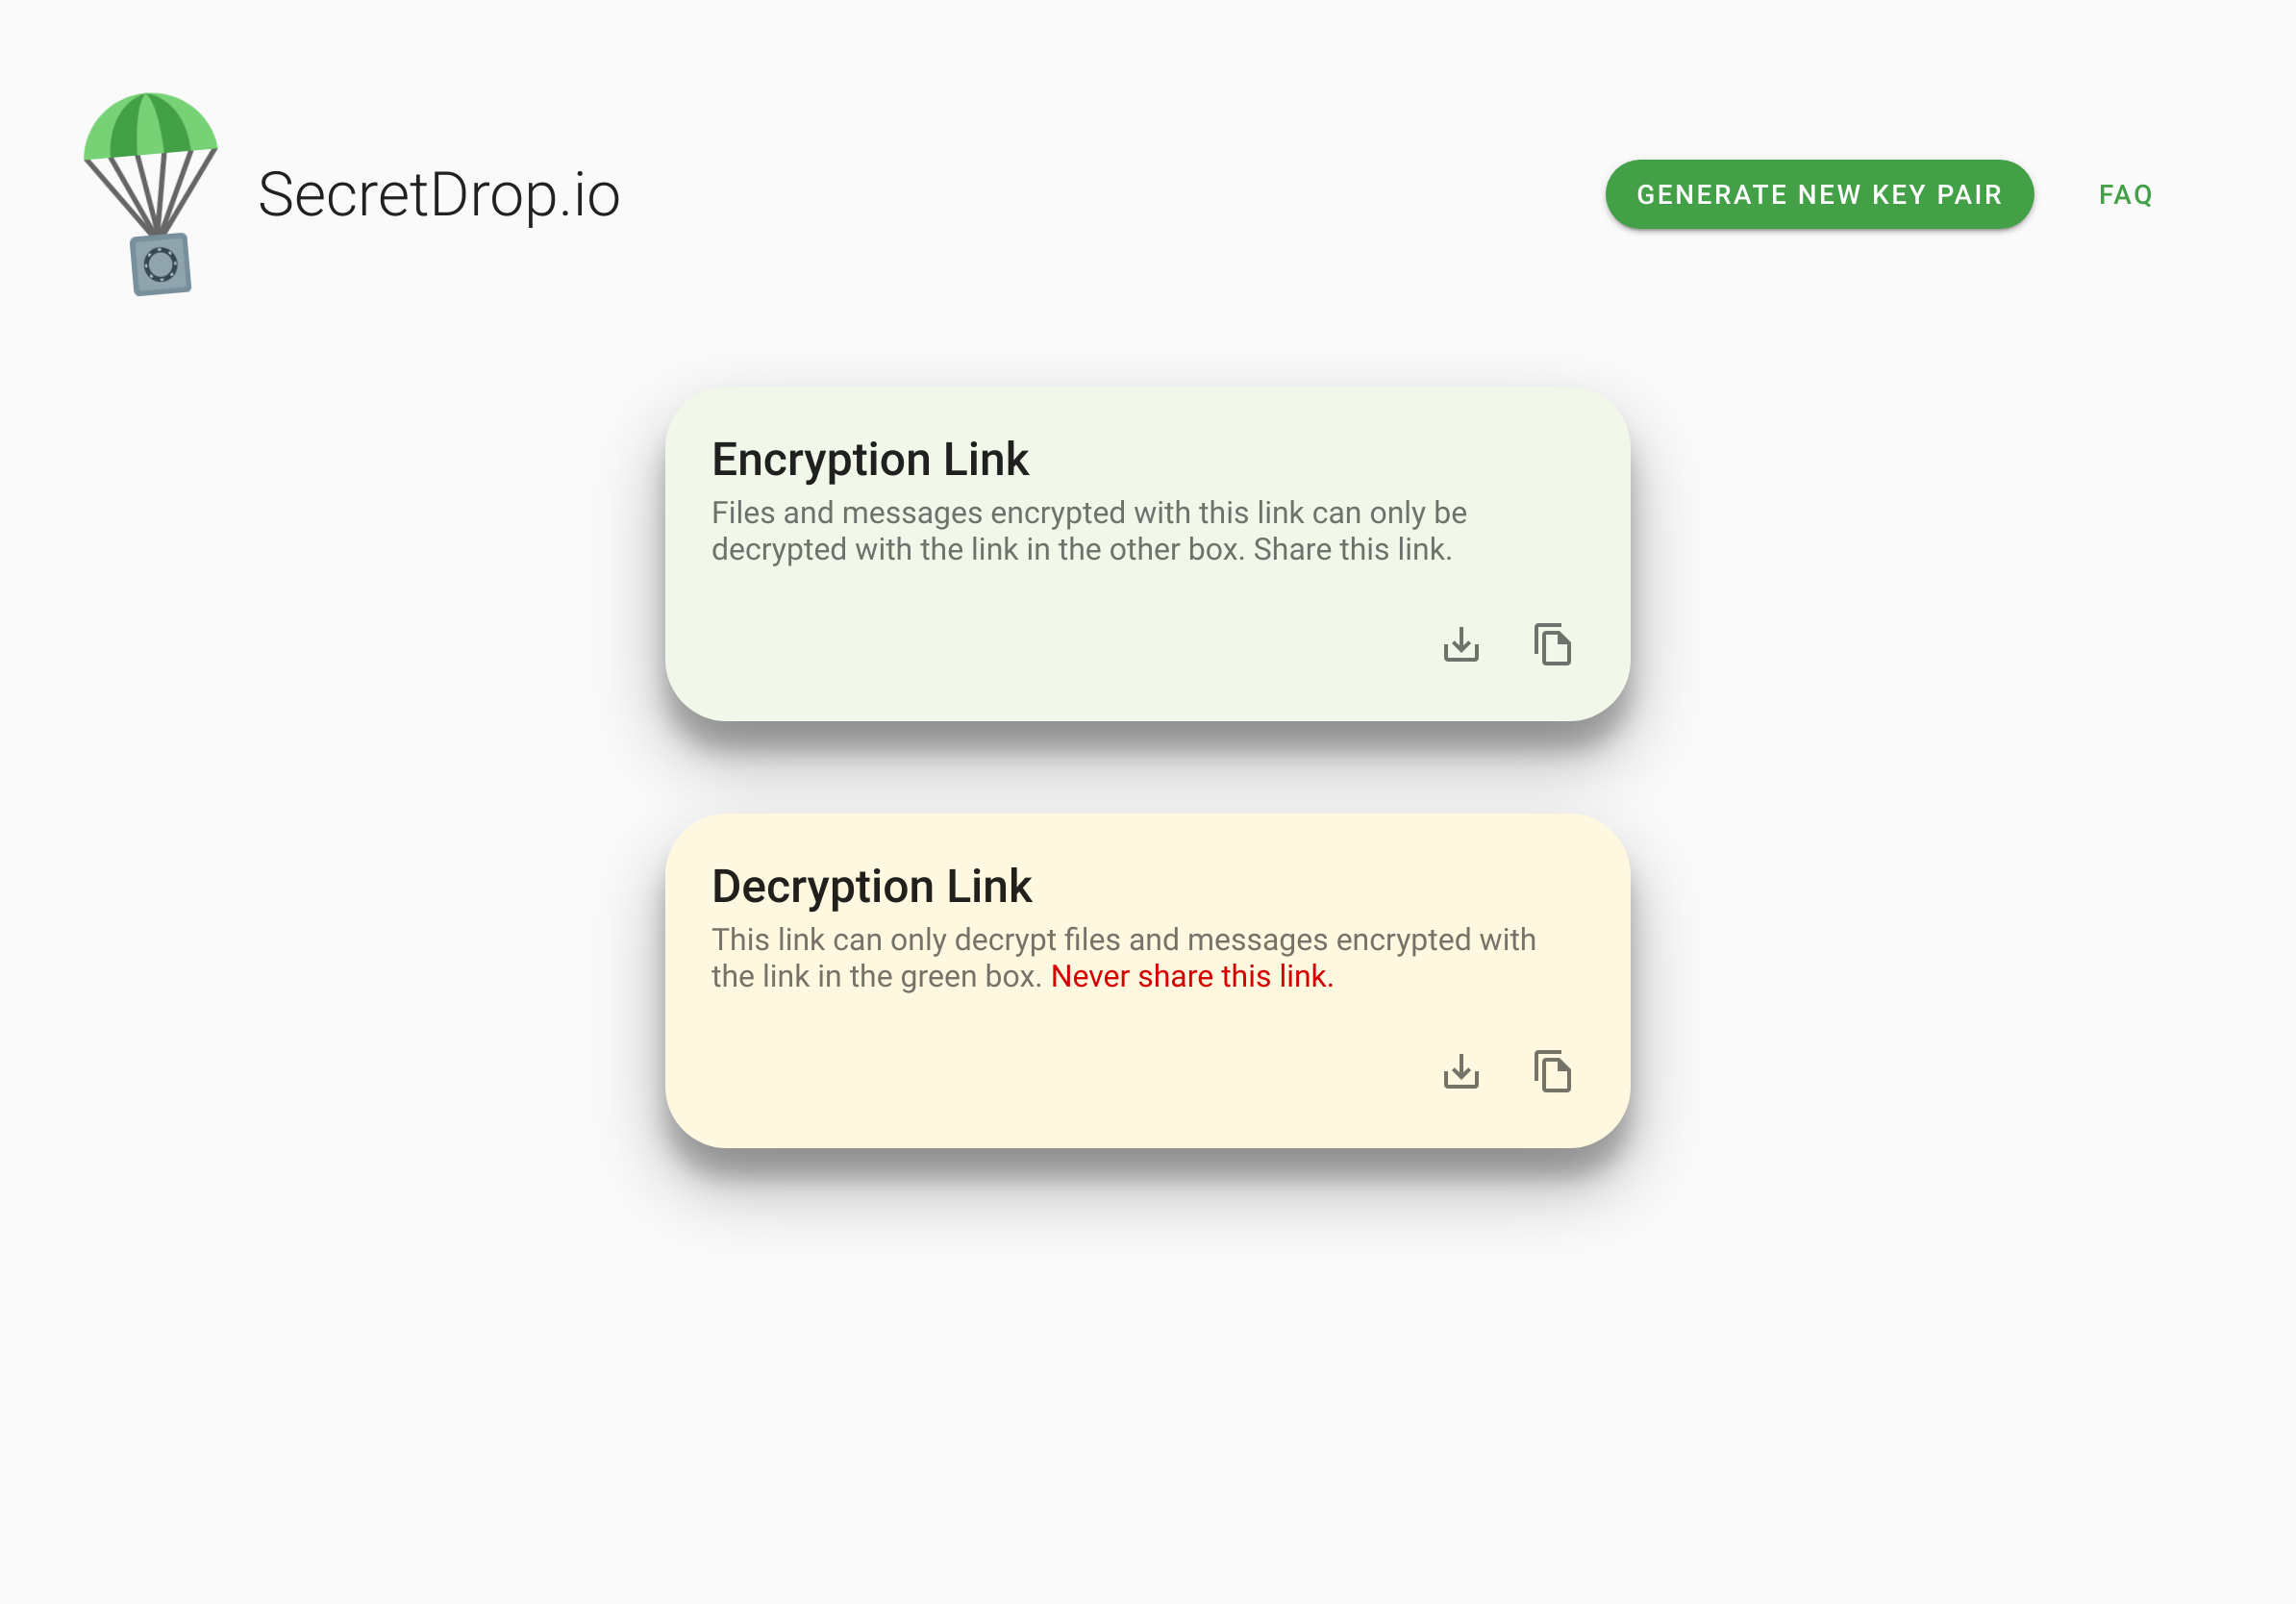 SecretDrop.io
GENERATE NEW KEY PAIR
FAQ
Encryption Link
Files and messages encrypted with this link can only be
decrypted with the link in the other box. Share this link.
Decryption Link
This link can only decrypt files and messages encrypted with
the link in the green box. Never share this link.